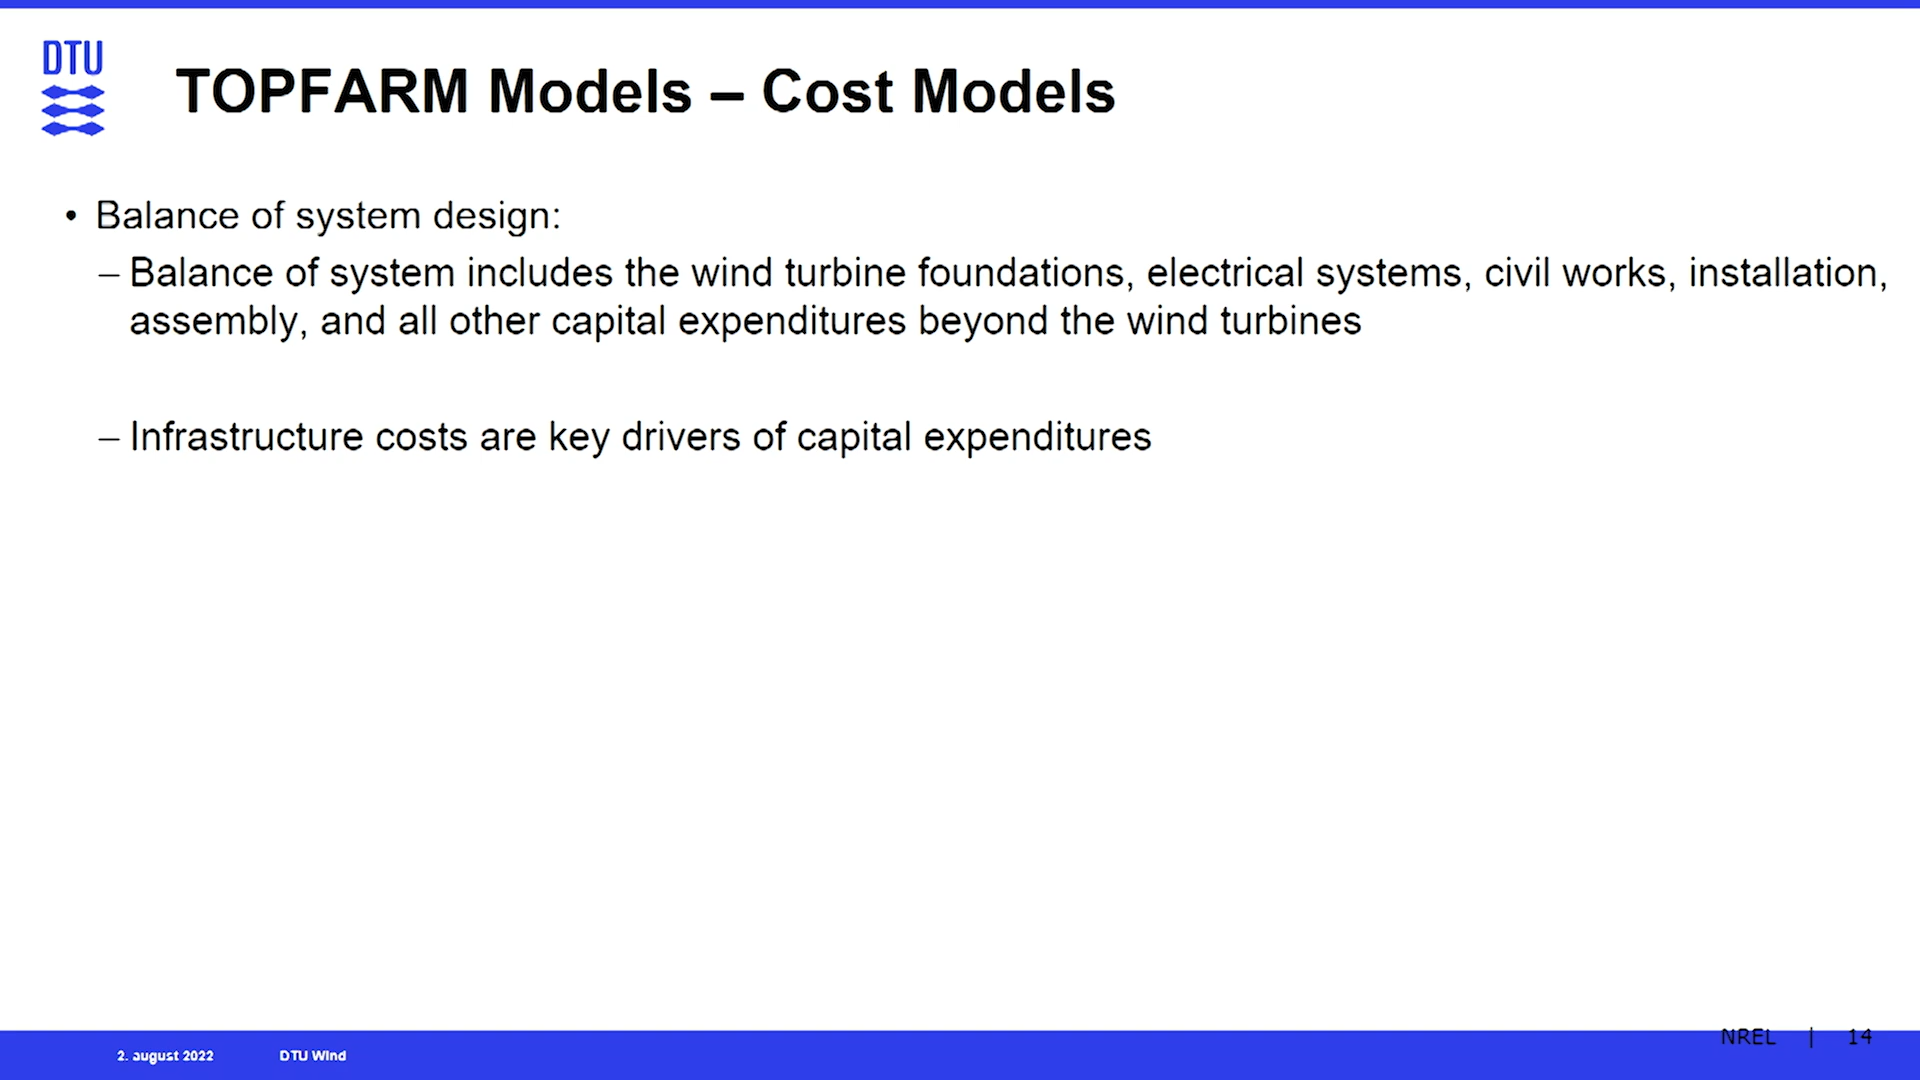 DTU
TOPFARM Models – Cost Models
• Balance of system design:
– Balance of system includes the wind turbine foundations, electrical systems, civil works, installation,
assembly, and all other capital expenditures beyond the wind turbines
– Infrastructure costs are key drivers of capital expenditures
NREL | 14
2. august 2022 DTU Wind